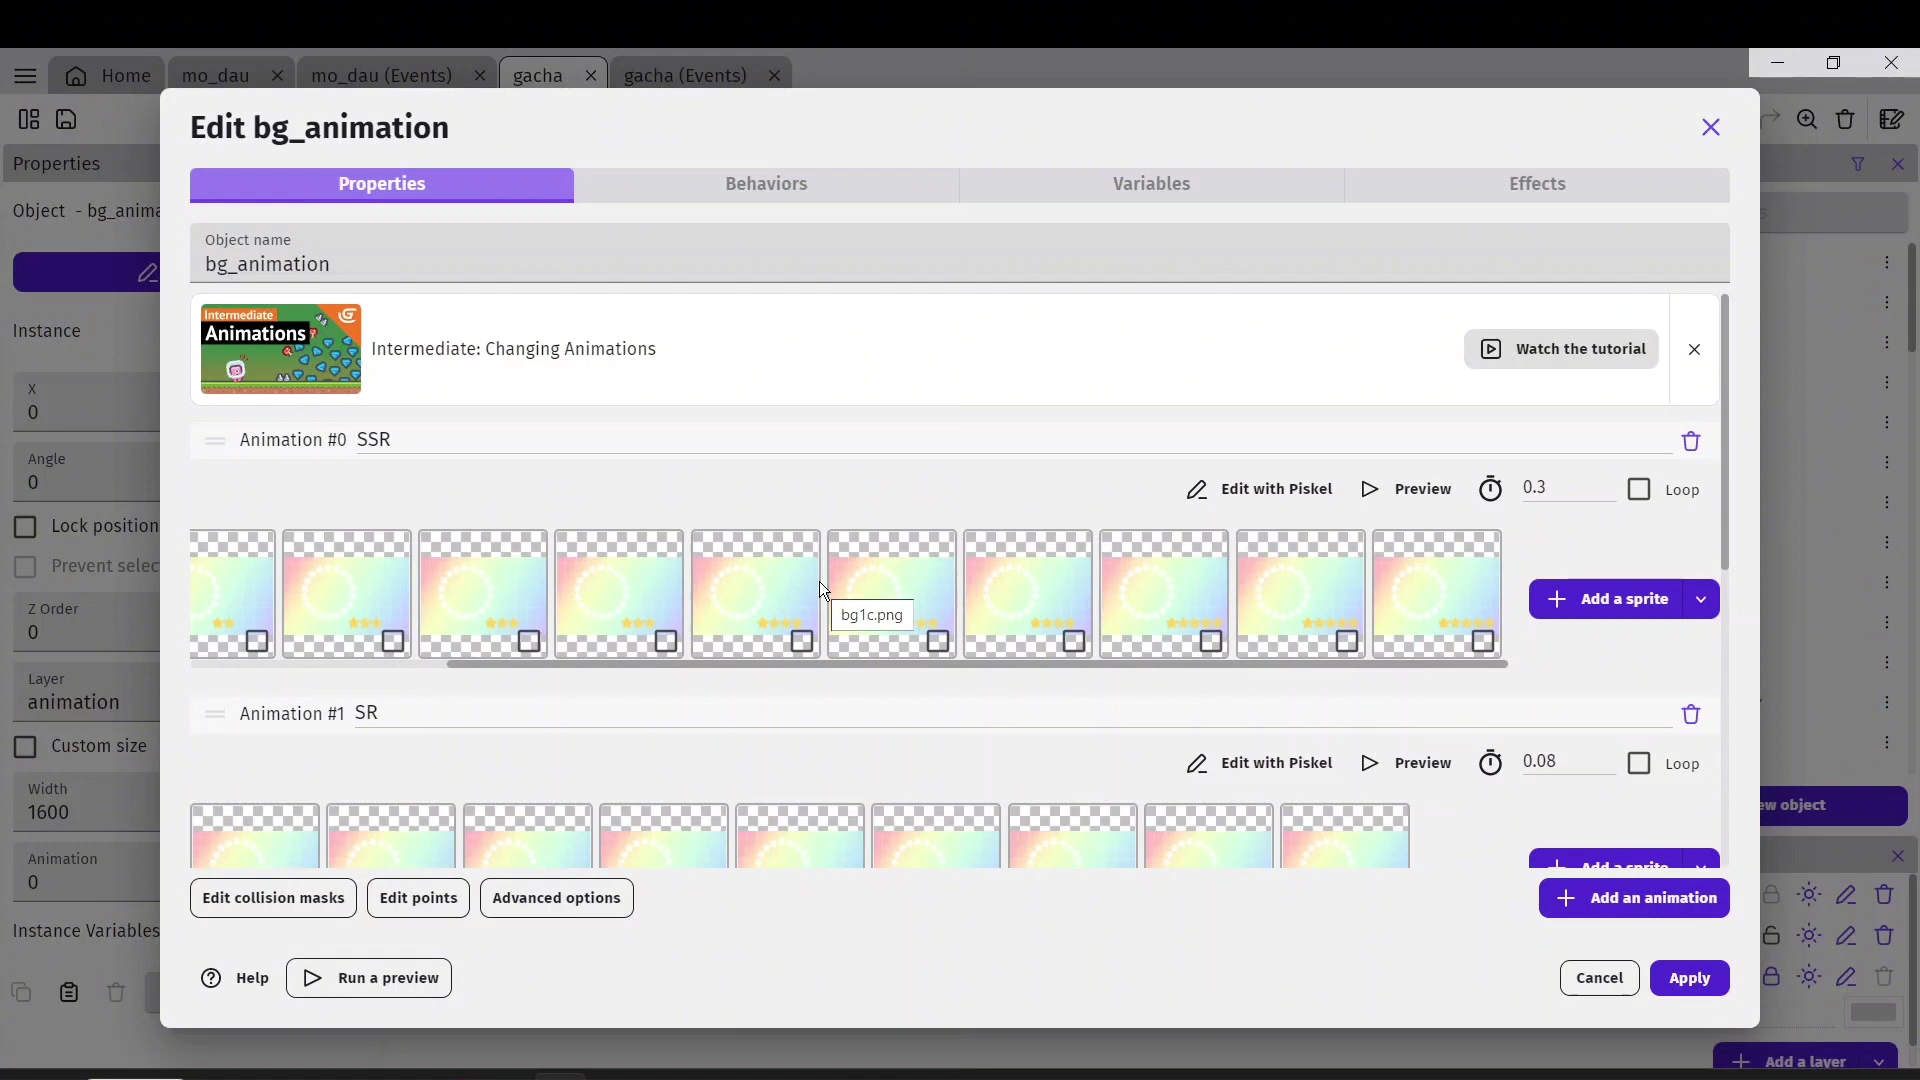 Home
mo_dau
mo_dau (Events)
gacha
gacha (Events)
Properties
Object - bg_anima
Instance
X
0
Angle
0
Lock position
Prevent selec
Z Order
0
Layer
animation
Custom size
Width
1600
Animation
0
Instance Variables
Edit bg_animation
Properties
Behaviors
Variables
Effects
Object name
bg_animation
Intermediate
Animations
Intermediate: Changing Animations
Watch the tutorial
Animation #0 SSR
Edit with Piskel
Preview
0.3
Loop
bg1c.png
Add a sprite
Animation #1 SR
Edit with Piskel
Preview
0.08
Loop
Add a sprite
Edit collision masks
Edit points
Advanced options
Add an animation
Help
Run a preview
Cancel
Apply
ew object
Add a layer